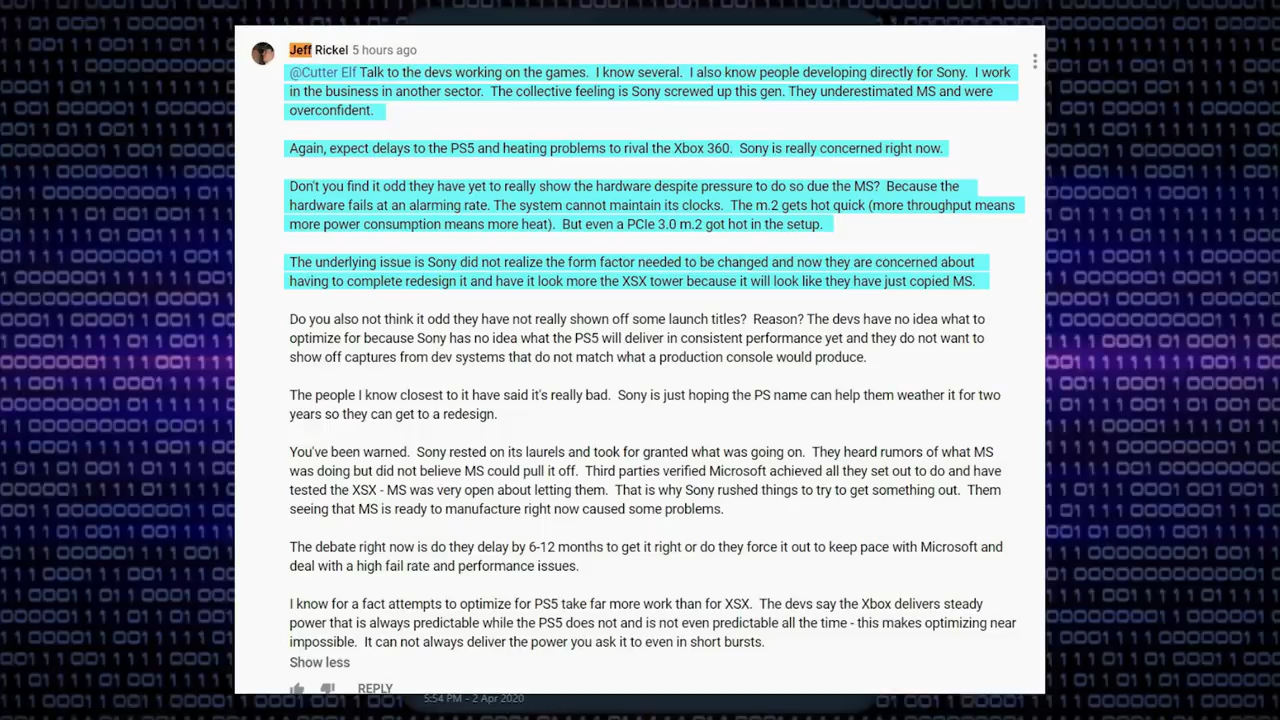 Jeff Rickel 5 hours ago
@Cutter Elf Talk to the devs working on the games. I know several. I also know people developing directly for Sony. I work
in the business in another sector. The collective feeling is Sony screwed up this gen. They underestimated MS and were
overconfident.
Again, expect delays to the PS5 and heating problems to rival the Xbox 360. Sony is really concerned right now.
Don't you find it odd they have yet to really show the hardware despite pressure to do so due the MS? Because the
hardware fails at an alarming rate. The system cannot maintain its clocks. The m.2 gets hot quick (more throughput means
more power consumption means more heat). But even a PCIe 3.0 m.2 got hot in the setup.
The underlying issue is Sony did not realize the form factor needed to be changed and now they are concerned about
having to complete redesign it and have it look more the XSX tower because it will look like they have just copied MS.
Do you also not think it odd they have not really shown off some launch titles? Reason? The devs have no idea what to
optimize for because Sony has no idea what the PS5 will deliver in consistent performance yet and they do not want to
show off captures from dev systems that do not match what a production console would produce.
The people I know closest to it have said it's really bad. Sony is just hoping the PS name can help them weather it for two
years so they can get to a redesign.
You've been warned. Sony rested on its laurels and took for granted what was going on. They heard rumors of what MS
was doing but did not believe MS could pull it off. Third parties verified Microsoft achieved all they set out to do and have
tested the XSX - MS was very open about letting them. That is why Sony rushed things to try to get something out. Them
seeing that MS is ready to manufacture right now caused some problems.
The debate right now is do they delay by 6-12 months to get it right or do they force it out to keep pace with Microsoft and
deal with a high fail rate and performance issues.
I know for a fact attempts to optimize for PS5 take far more work than for XSX. The devs say the Xbox delivers steady
power that is always predictable while the PS5 does not and is not even predictable all the time - this makes optimizing near
impossible. It can not always deliver the power you ask it to even in short bursts.
Show less
REPLY
5:54 PM - 2 Apr 2020